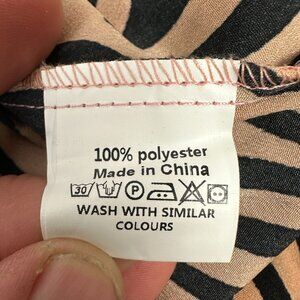 100% polyester
Made in China
30 P
WASH WITH SIMILAR
COLOURS